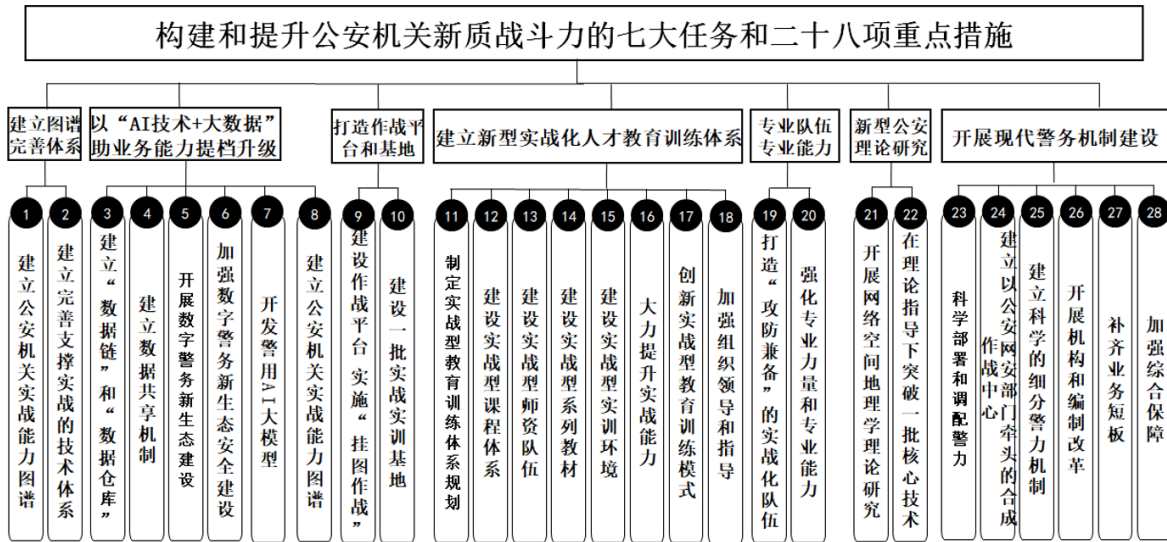 构建和提升公安机关新质战斗力的七大任务和二十八项重点措施
建立图谱
完善体系
以“AI技术+大数据”
助业务能力提档升级
打造作战平
台和基地
建立新型实战化人才教育训练体系
专业队伍
专业能力
新型公安
理论研究
开展现代警务机制建设
1
建立公安机关实战能力图谱
2
建立完善支撑实战的技术体系
3
建立“数据链”和“数据仓库”
4
建立数据共享机制
5
开展数字警务新生态建设
6
加强数字警务新生态安全建设
7
开发警用AI大模型
8
建立公安机关实战能力图谱
9
建设作战平台 实施“挂图作战”
10
建设一批实战实训基地
11
制定实战型教育训练体系规划
12
建设实战型课程体系
13
建设实战型师资队伍
14
建设实战型系列教材
15
建设实战型实训环境
16
大力提升实战能力
17
创新实战型教育训练模式
18
加强组织领导和指导
19
打造“攻防兼备”的实战化队伍
20
强化专业力量和专业能力
21
开展网络空间地理学理论研究
22
在理论指导下突破一批核心技术
23
科学部署和调配警力
24
建立以公安网安部门牵头的合成
作战中心
25
建立科学的细分警力机制
26
开展机构和编制改革
27
补齐业务短板
28
加强综合保障